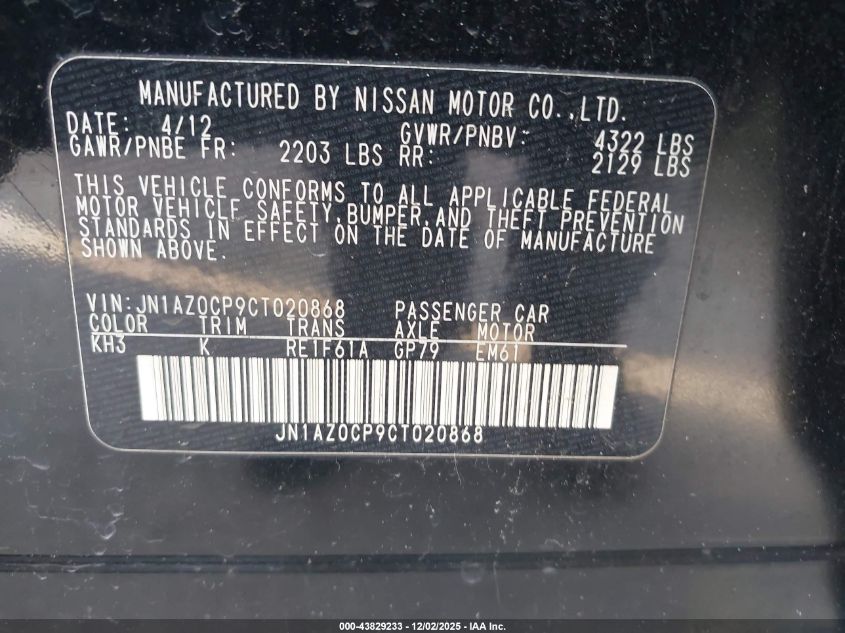 MANUFACTURED BY NISSAN MOTOR CO.,LTD.
DATE: 4/12 GVWR/PNBV: 4322 LBS
GAWR/PNBE FR: 2203 LBS RR: 2129 LBS
THIS VEHICLE CONFORMS TO ALL APPLICABLE FEDERAL
MOTOR VEHICLE SAFETY,BUMPER,AND THEFT PREVENTION
STANDARDS IN EFFECT ON THE DATE OF MANUFACTURE
SHOWN ABOVE.
VIN:JN1AZ0CP9CT020868 PASSENGER CAR
COLOR TRIM TRANS AXLE MOTOR
KH3 K RE1F61A GP79 EM61
JN1AZ0CP9CT020868
000-43829233 - 12/02/2025 - IAA Inc.